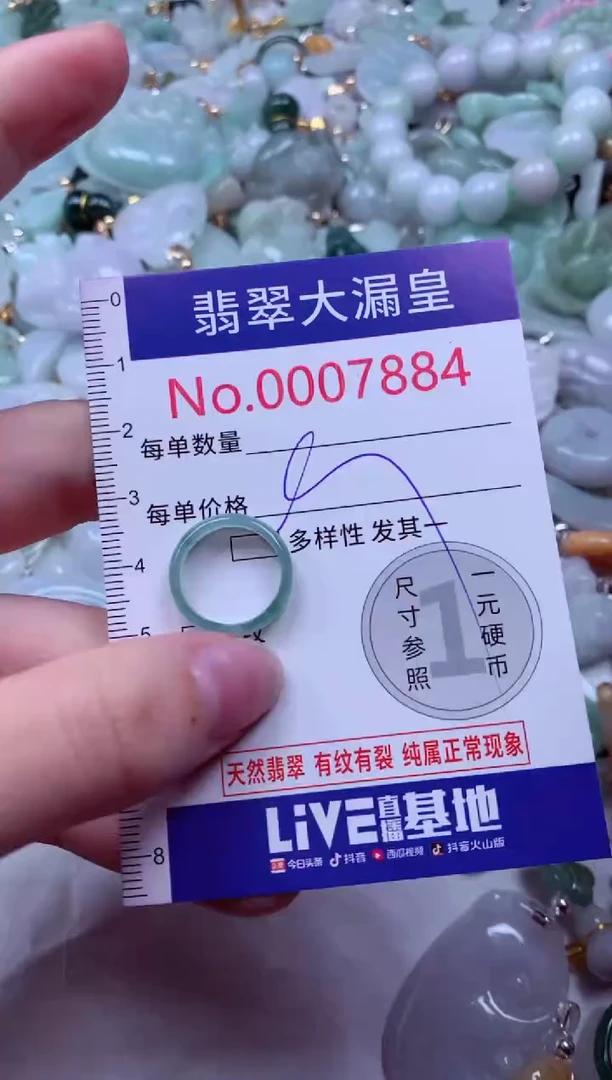 0
翡翠大漏皇
1
No.0007884
2
每单数量
3
每单价格
多样性 发其一
4
尺寸参照
1
一元硬币
5
天然翡翠 有纹有裂 纯属正常现象
LiVE直播基地
8
今日头条 抖音 西瓜视频 抖音火山版